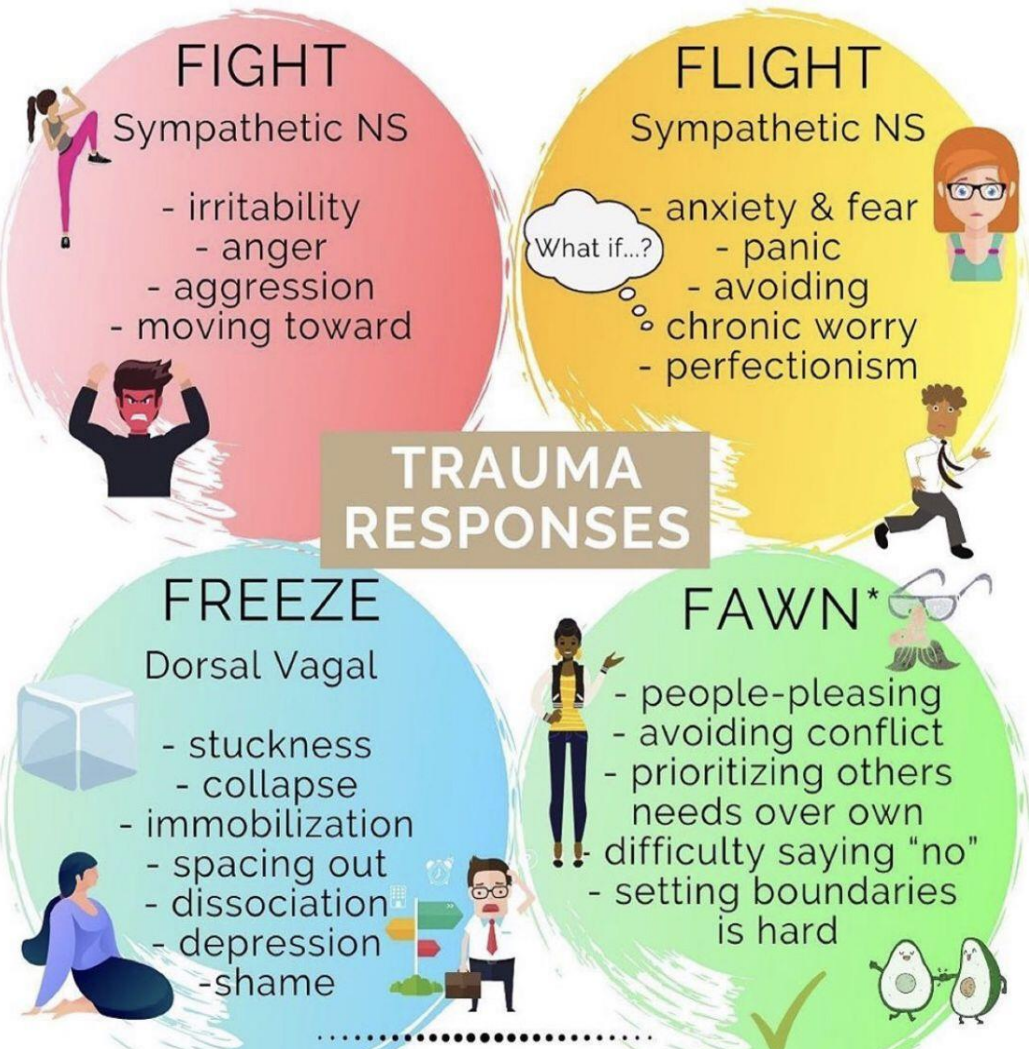 FIGHT
Sympathetic NS
- irritability
- anger
- aggression
- moving toward
FLIGHT
Sympathetic NS
What if...?
- anxiety & fear
- panic
- avoiding
chronic worry
- perfectionism
TRAUMA
RESPONSES
FREEZE
Dorsal Vagal
- stuckness
- collapse
- immobilization
- spacing out
- dissociation
- depression
-shame
FAWN*
- people-pleasing
- avoiding conflict
- prioritizing others
needs over own
- difficulty saying “no”
- setting boundaries
is hard